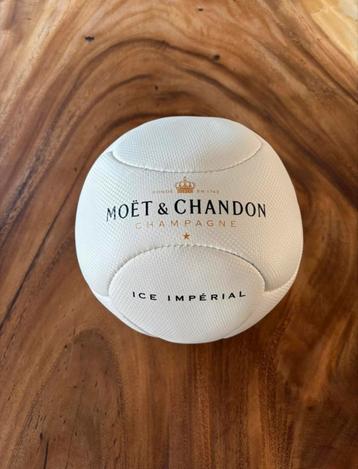 FONDÉ EN 1743
MOËT & CHANDON
CHAMPAGNE
ICE IMPÉRIAL